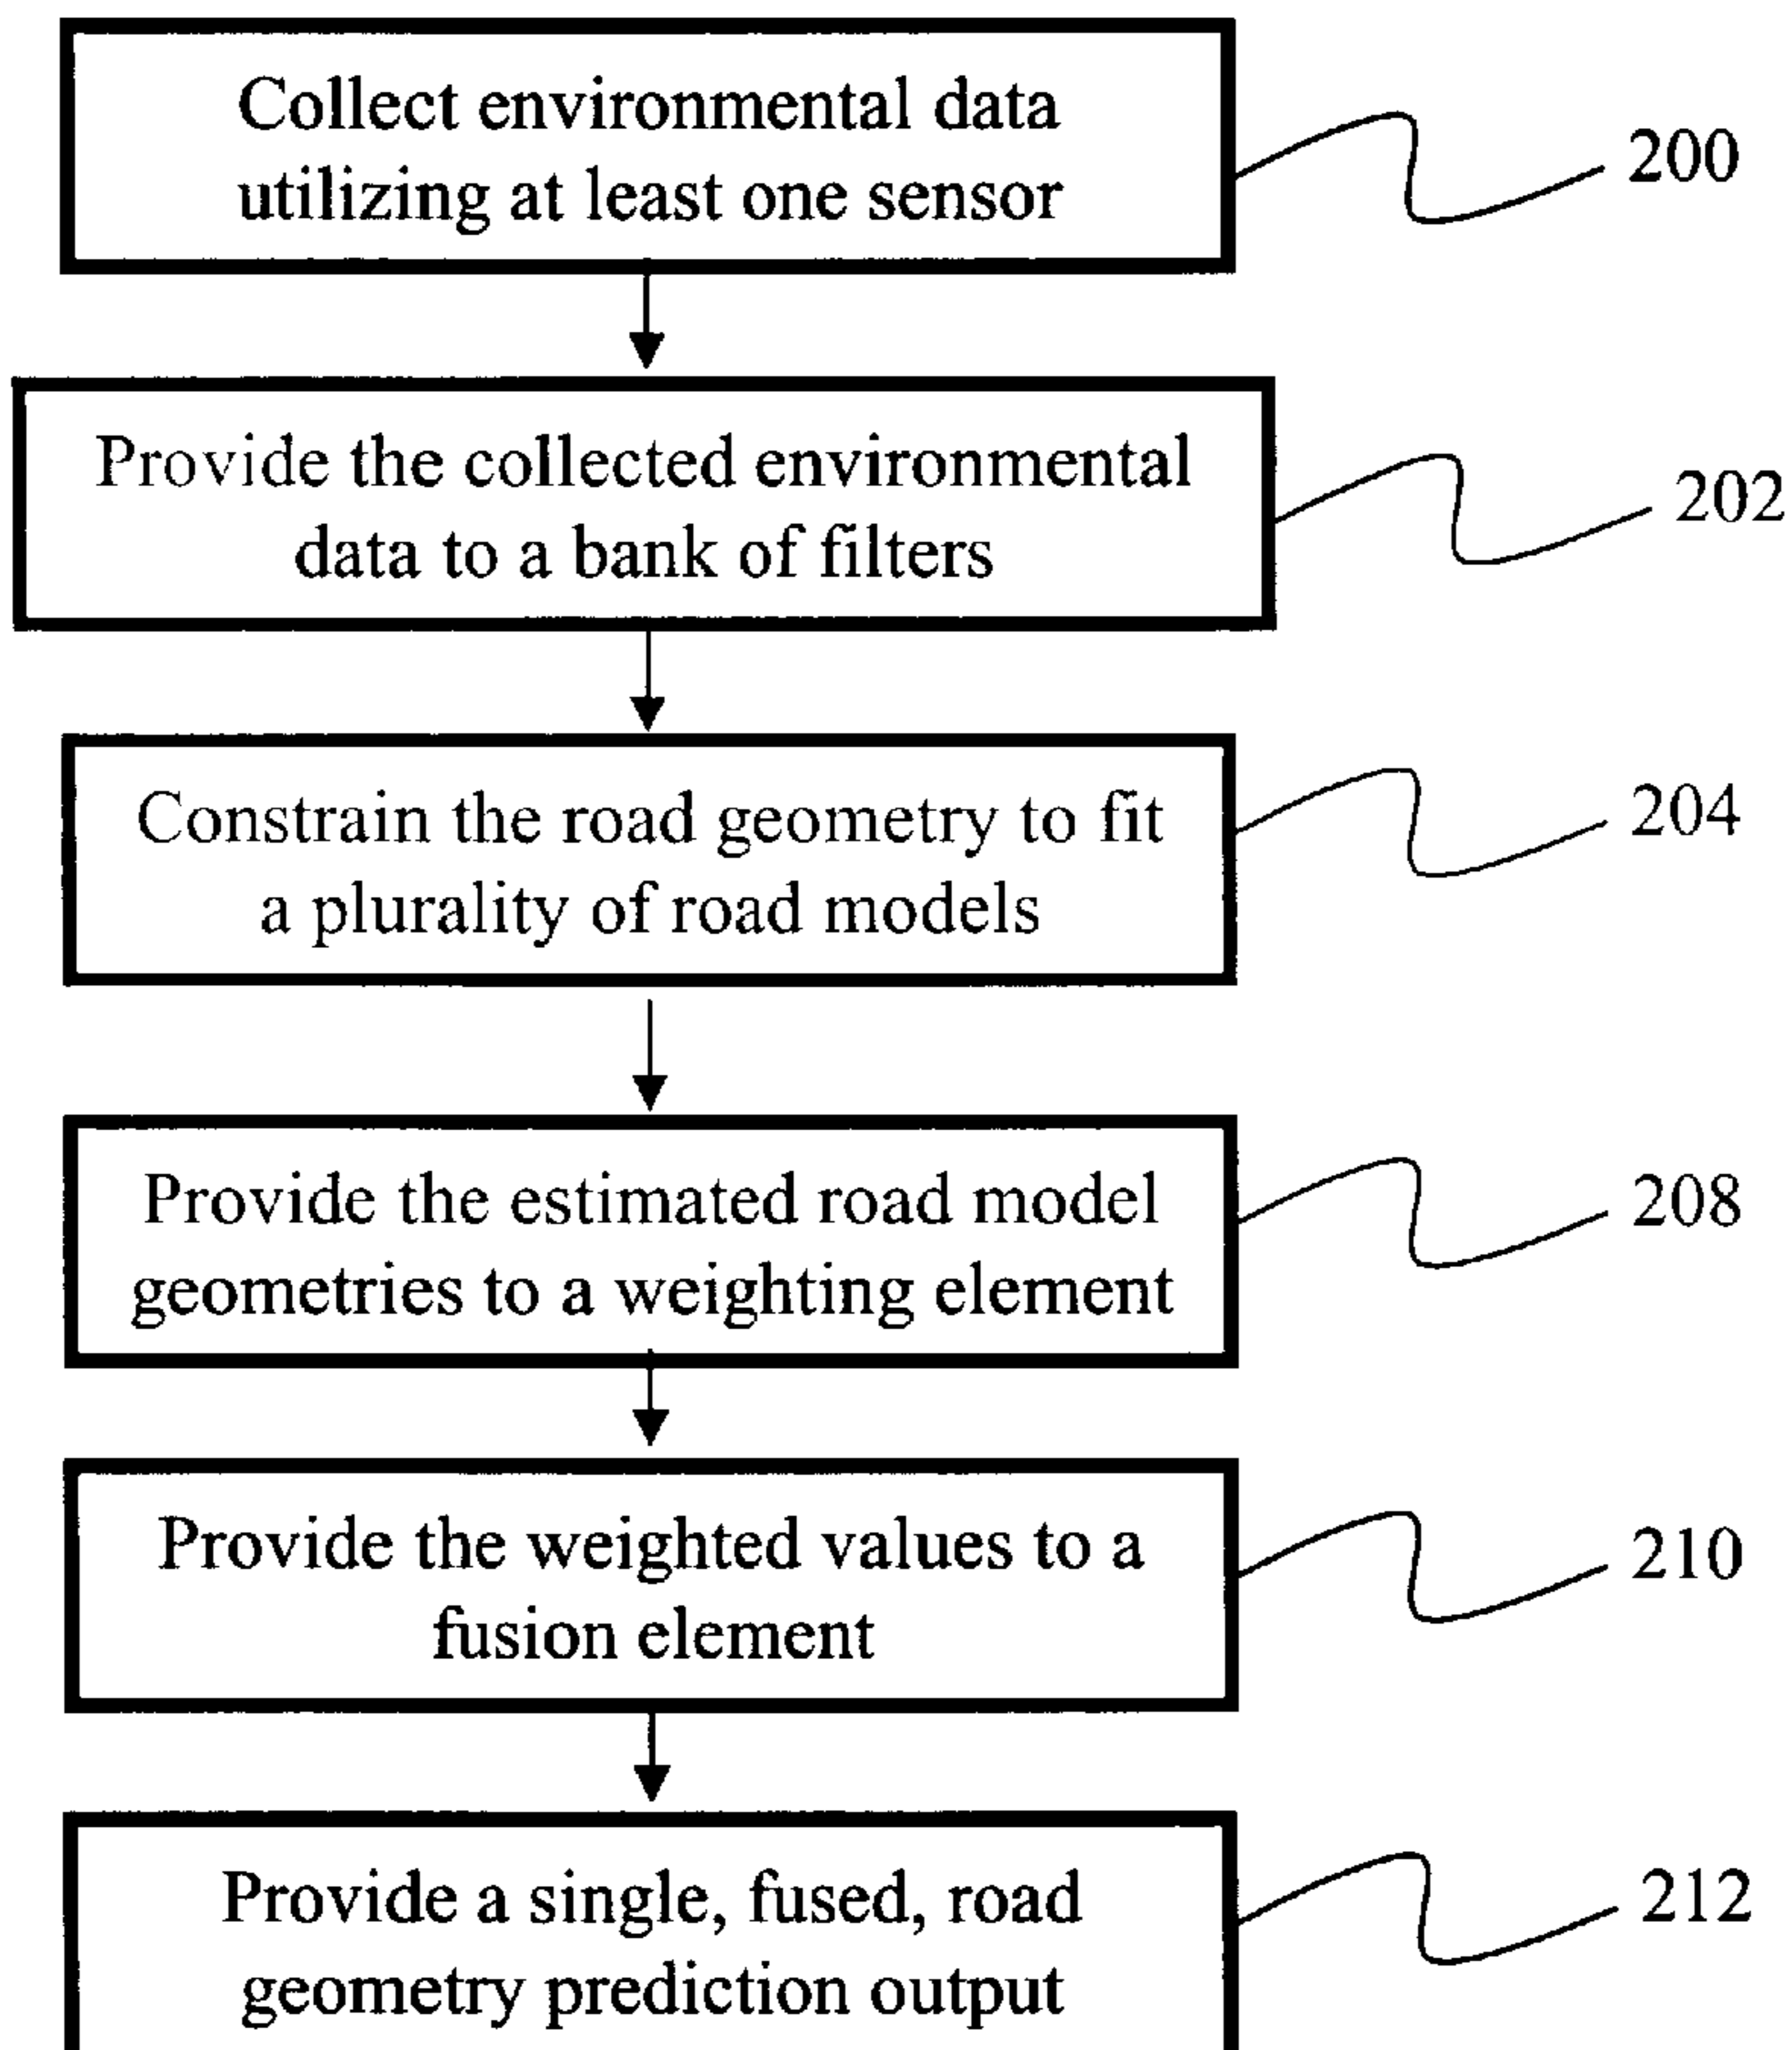 Collect environmental data
utilizing at least one sensor
200
Provide the collected environmental
data to a bank of filters
202
Constrain the road geometry to fit
a plurality of road models
204
Provide the estimated road model
geometries to a weighting element
208
Provide the weighted values to a
fusion element
210
Provide a single, fused, road
geometry prediction output
212